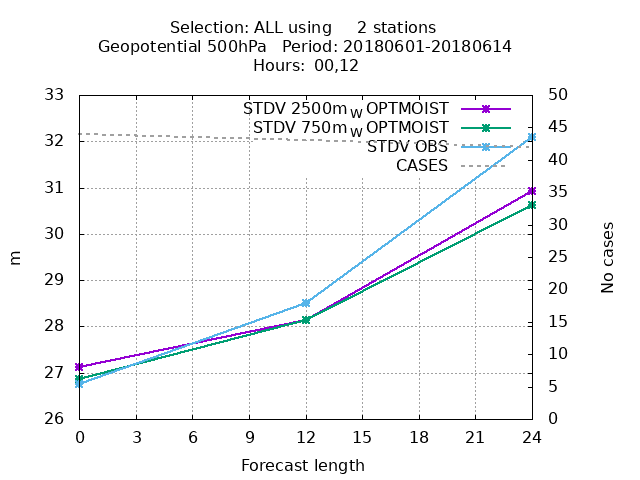 Selection: ALL using     2 stations
Geopotential 500hPa   Period: 20180601-20180614
Hours:  00,12
33
32
31
30
29
28
27
26
50
45
40
35
30
25
20
15
10
5
0
STDV 2500m_W OPTMOIST
STDV 750m_W OPTMOIST
STDV OBS
CASES
m
No cases
0 3 6 9 12 15 18 21 24
Forecast length